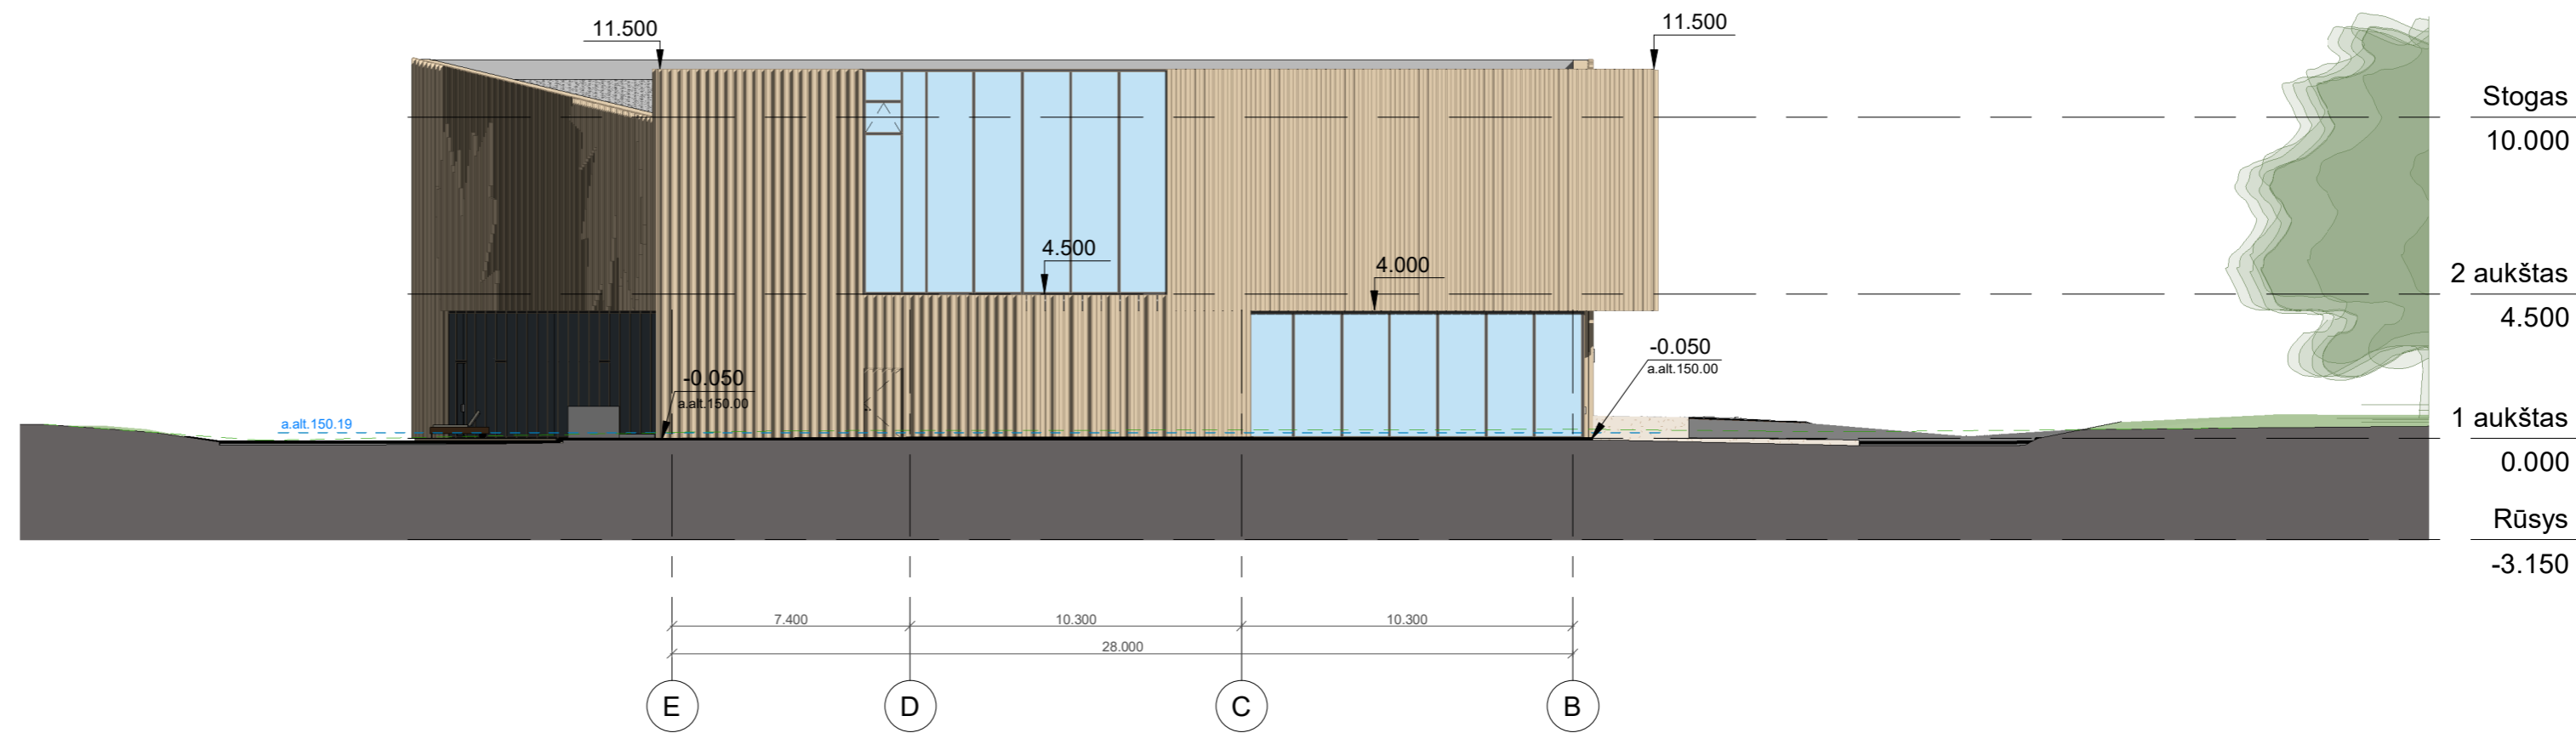 11.500
11.500
Stogas
10.000
4.500
4.000
2 aukštas
4.500
-0.050
a.alt.150.00
-0.050
a.alt.150.00
a.alt.150.19
1 aukštas
0.000
Rūsys
-3.150
7.400
10.300
10.300
28.000
E
D
C
B